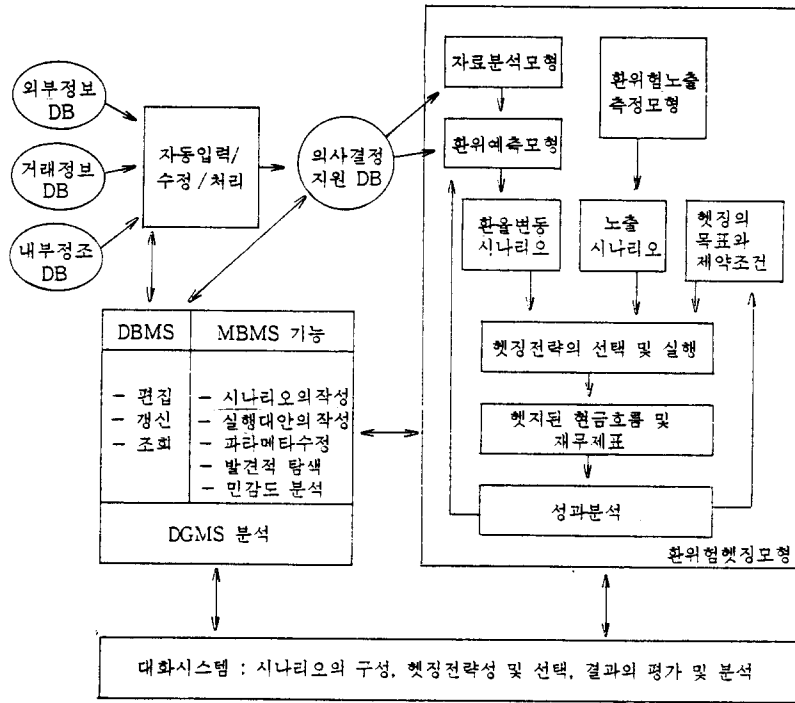 외부정보
DB
거래정보
DB
내부정조
DB
자동입력/
수정/처리
의사결정
지원 DB
자료분석모형
환위예측모형
환위험노출
측정모형
환율변동
시나리오
노출
시나리오
헷징의
목표와
제약조건
헷징전략의 선택 및 실행
헷지된 현금흐름 및
재무제표
성과분석
환위험헷징모형
DBMS
MBMS 기능
- 편집
- 갱신
- 조회
- 시나리오의작성
- 실행대안의작성
- 파라메타수정
- 발견적 탐색
- 민감도 분석
DGMS 분석
대화시스템 : 시나리오의 구성, 헷징전략성 및 선택, 결과의 평가 및 분석